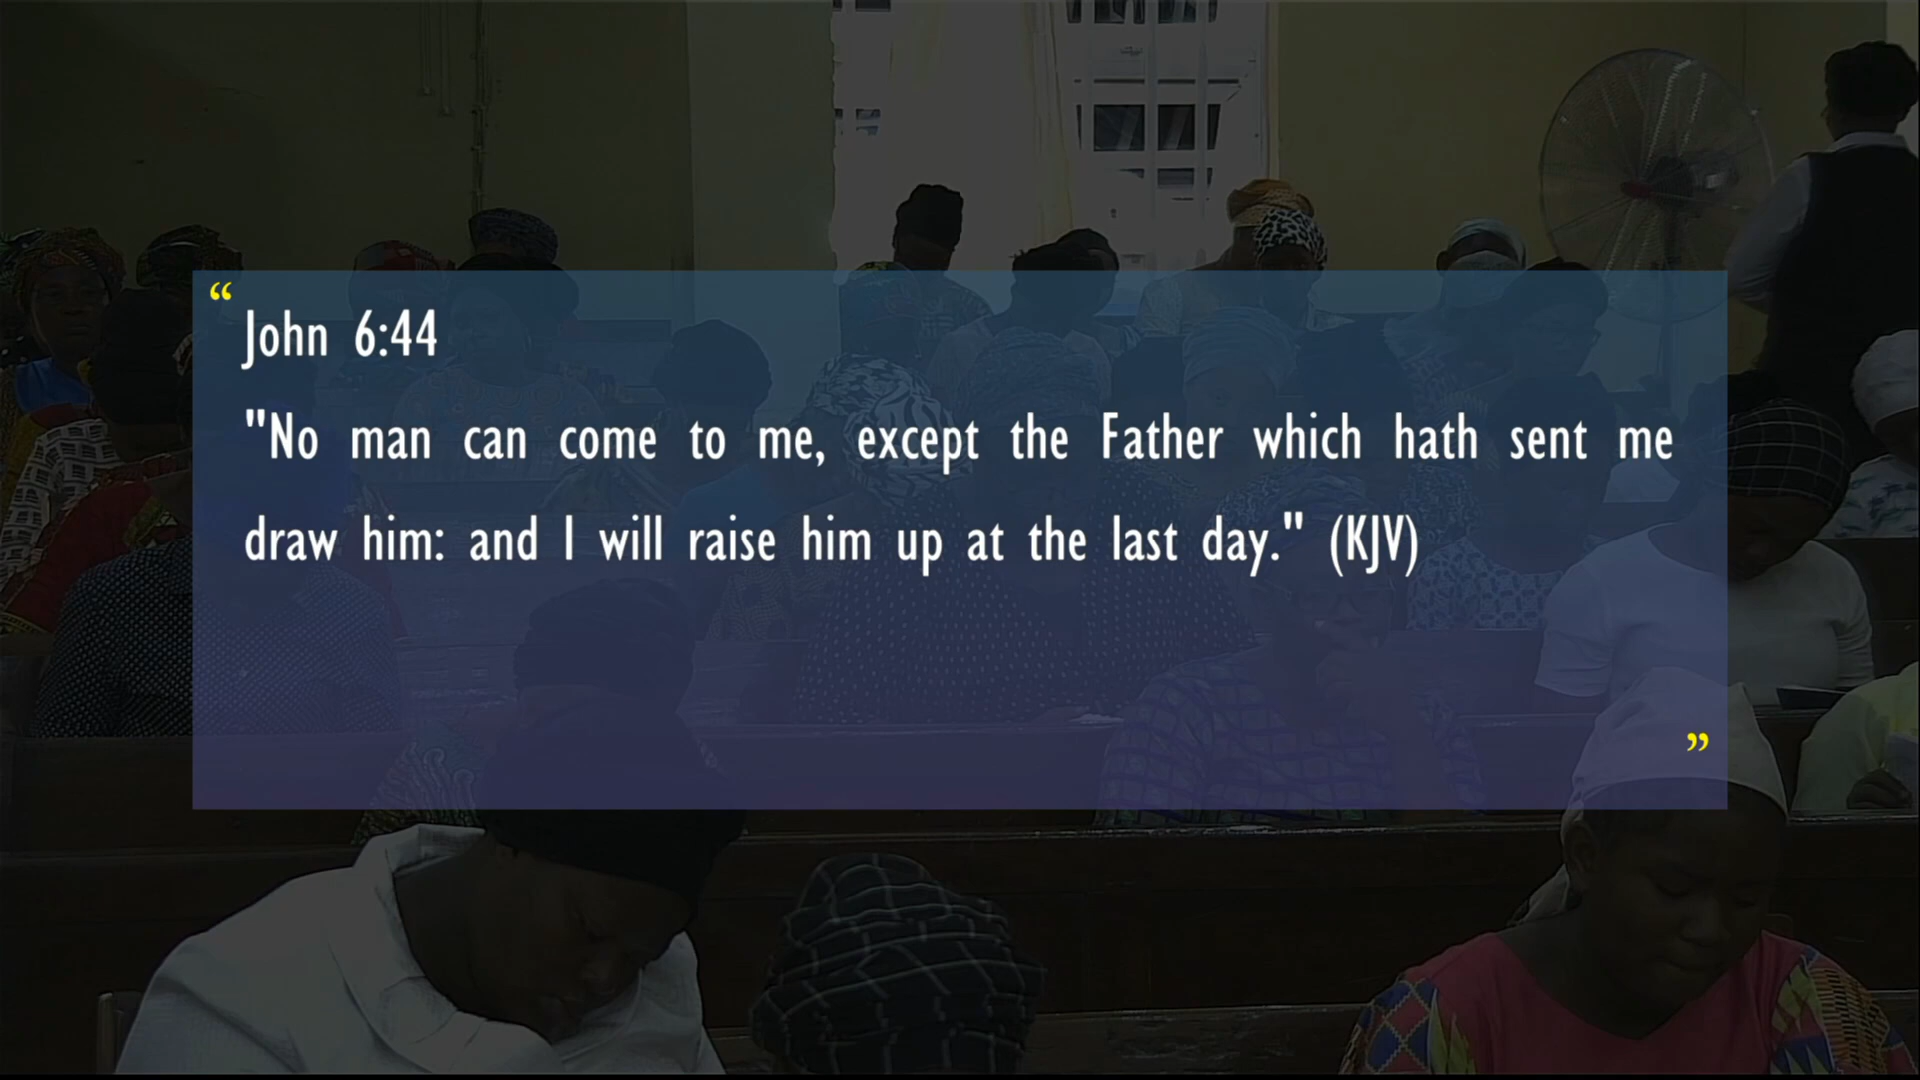 “
John 6:44
"No man can come to me, except the Father which hath sent me
draw him: and I will raise him up at the last day." (KJV)
”